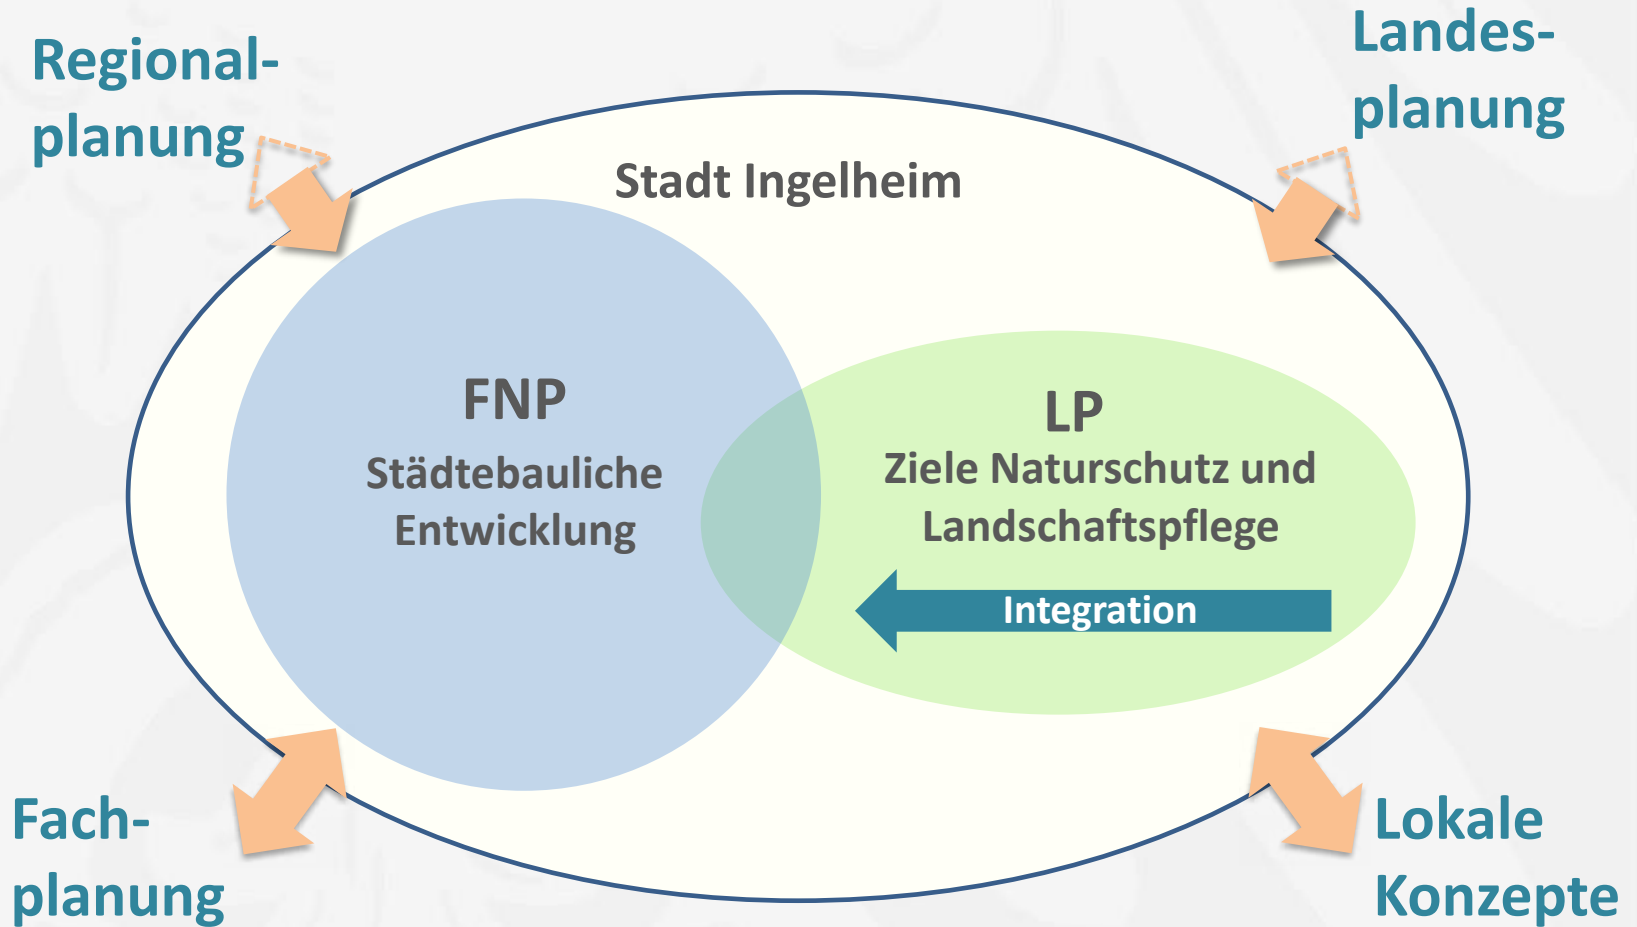 Regional-
planung
Landes-
planung
Stadt Ingelheim
FNP
Städtebauliche
Entwicklung
LP
Ziele Naturschutz und
Landschaftspflege
Integration
Fach-
planung
Lokale
Konzepte